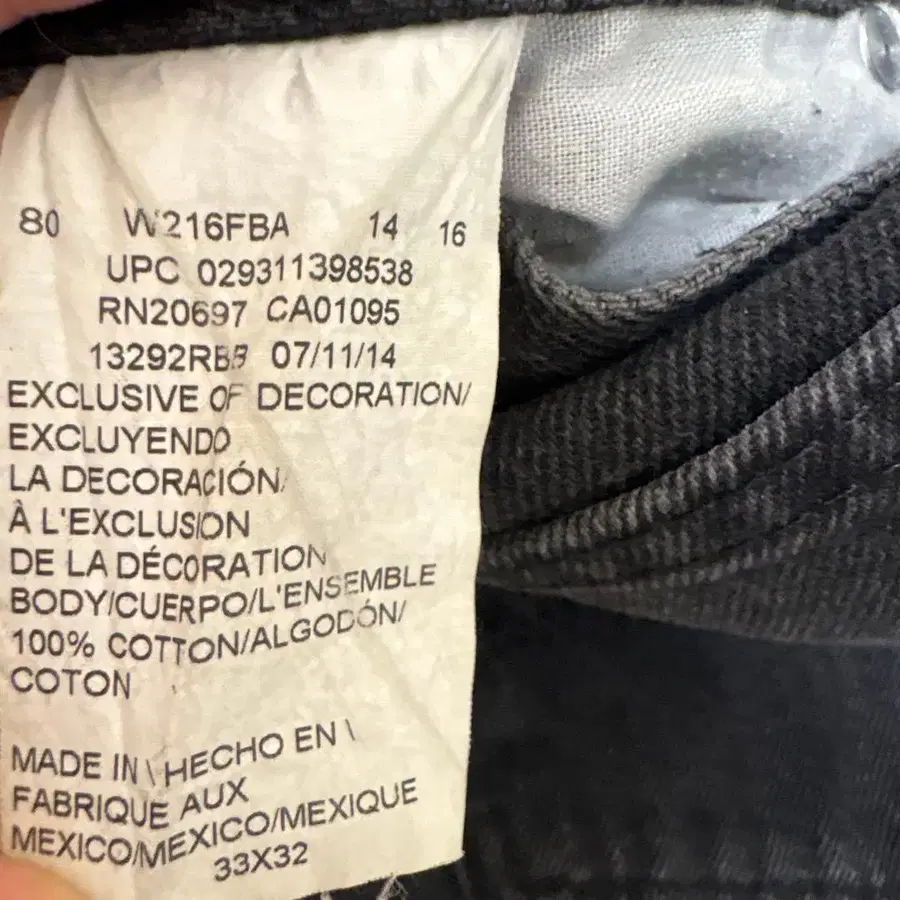 80 W216FBA 14 16
UPC 029311398538
RN20697 CA01095
13292RBB 07/11/14
EXCLUSIVE OF DECORATION/
EXCLUYENDO
LA DECORACIÓN/
À L'EXCLUSION
DE LA DÉCORATION
BODY/CUERPO/L'ENSEMBLE
100% COTTON/ALGODÓN/
COTON
MADE IN \ HECHO EN \
FABRIQUE AUX
MEXICO/MEXICO/MEXIQUE
33X32